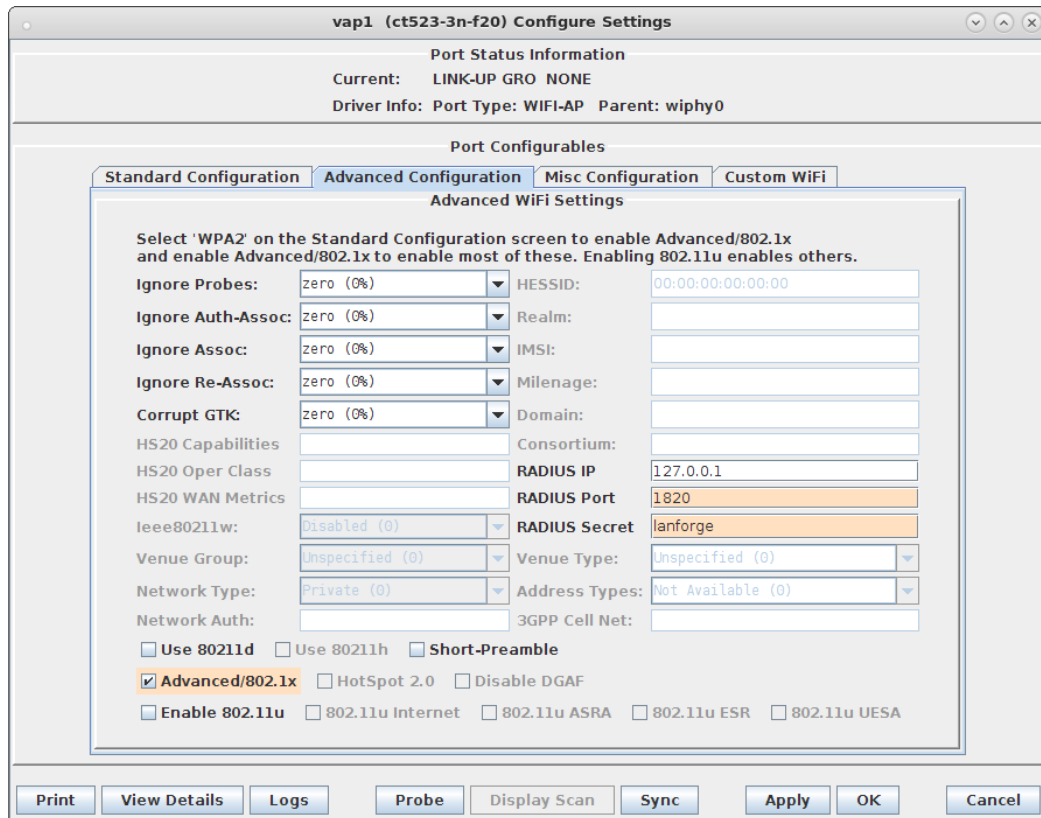 vap1 (ct523-3n-f20) Configure Settings
Port Status Information
Current: LINK-UP GRO NONE
Driver Info: Port Type: WIFI-AP Parent: wiphy0
Port Configurables
Standard Configuration Advanced Configuration Misc Configuration Custom WiFi
Advanced WiFi Settings
Select 'WPA2' on the Standard Configuration screen to enable Advanced/802.1x
and enable Advanced/802.1x to enable most of these. Enabling 802.11u enables others.
Ignore Probes: zero (0%) HESSID: 00:00:00:00:00:00
Ignore Auth-Assoc: zero (0%) Realm:
Ignore Assoc: zero (0%) IMSI:
Ignore Re-Assoc: zero (0%) Milenage:
Corrupt GTK: zero (0%) Domain:
HS20 Capabilities Consortium:
HS20 Oper Class RADIUS IP 127.0.0.1
HS20 WAN Metrics RADIUS Port 1820
Ieee80211w: Disabled (0) RADIUS Secret lanforge
Venue Group: Unspecified (0) Venue Type: Unspecified (0)
Network Type: Private (0) Address Types: Not Available (0)
Network Auth: 3GPP Cell Net:
Use 80211d Use 80211h Short-Preamble
Advanced/802.1x HotSpot 2.0 Disable DGAF
Enable 802.11u 802.11u Internet 802.11u ASRA 802.11u ESR 802.11u UESA
Print View Details Logs Probe Display Scan Sync Apply OK Cancel